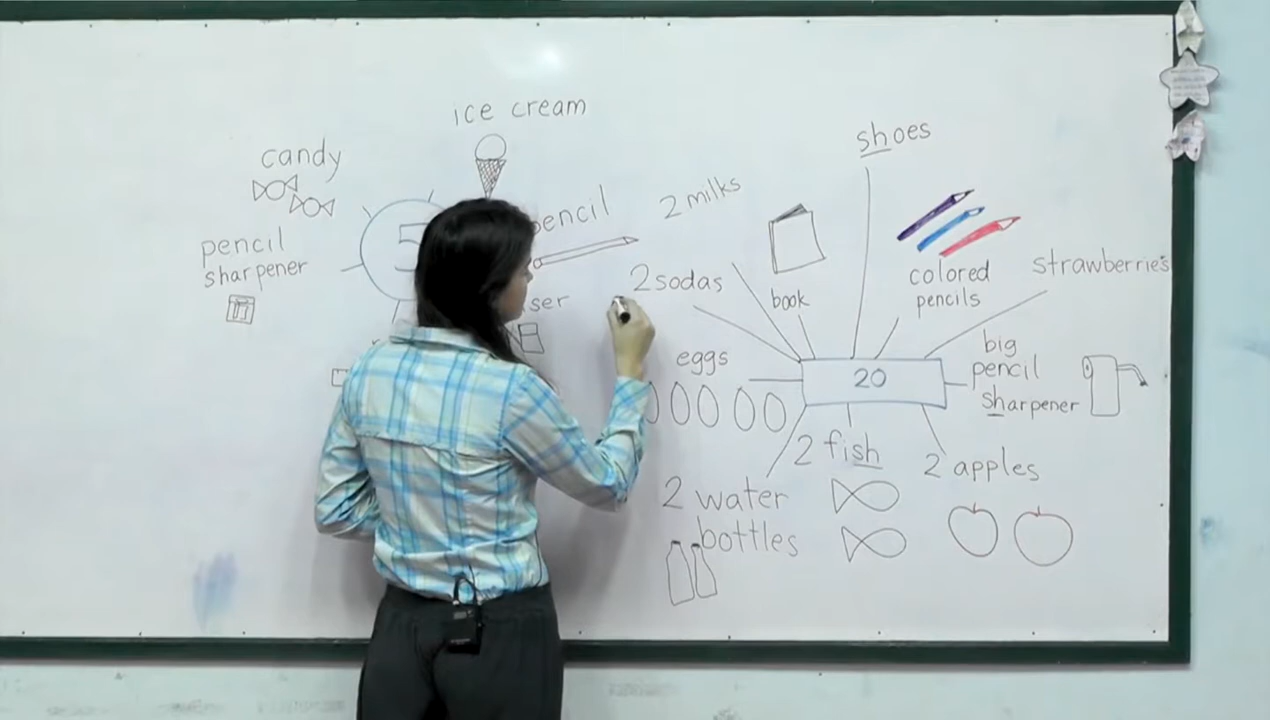 ice cream
candy
5
pencil
pencil
sharpener
shoes
2 milks
2 sodas
book
colored
pencils
strawberries
eggs
20
big
pencil
sharpener
2 fish
2 apples
2 water
bottles